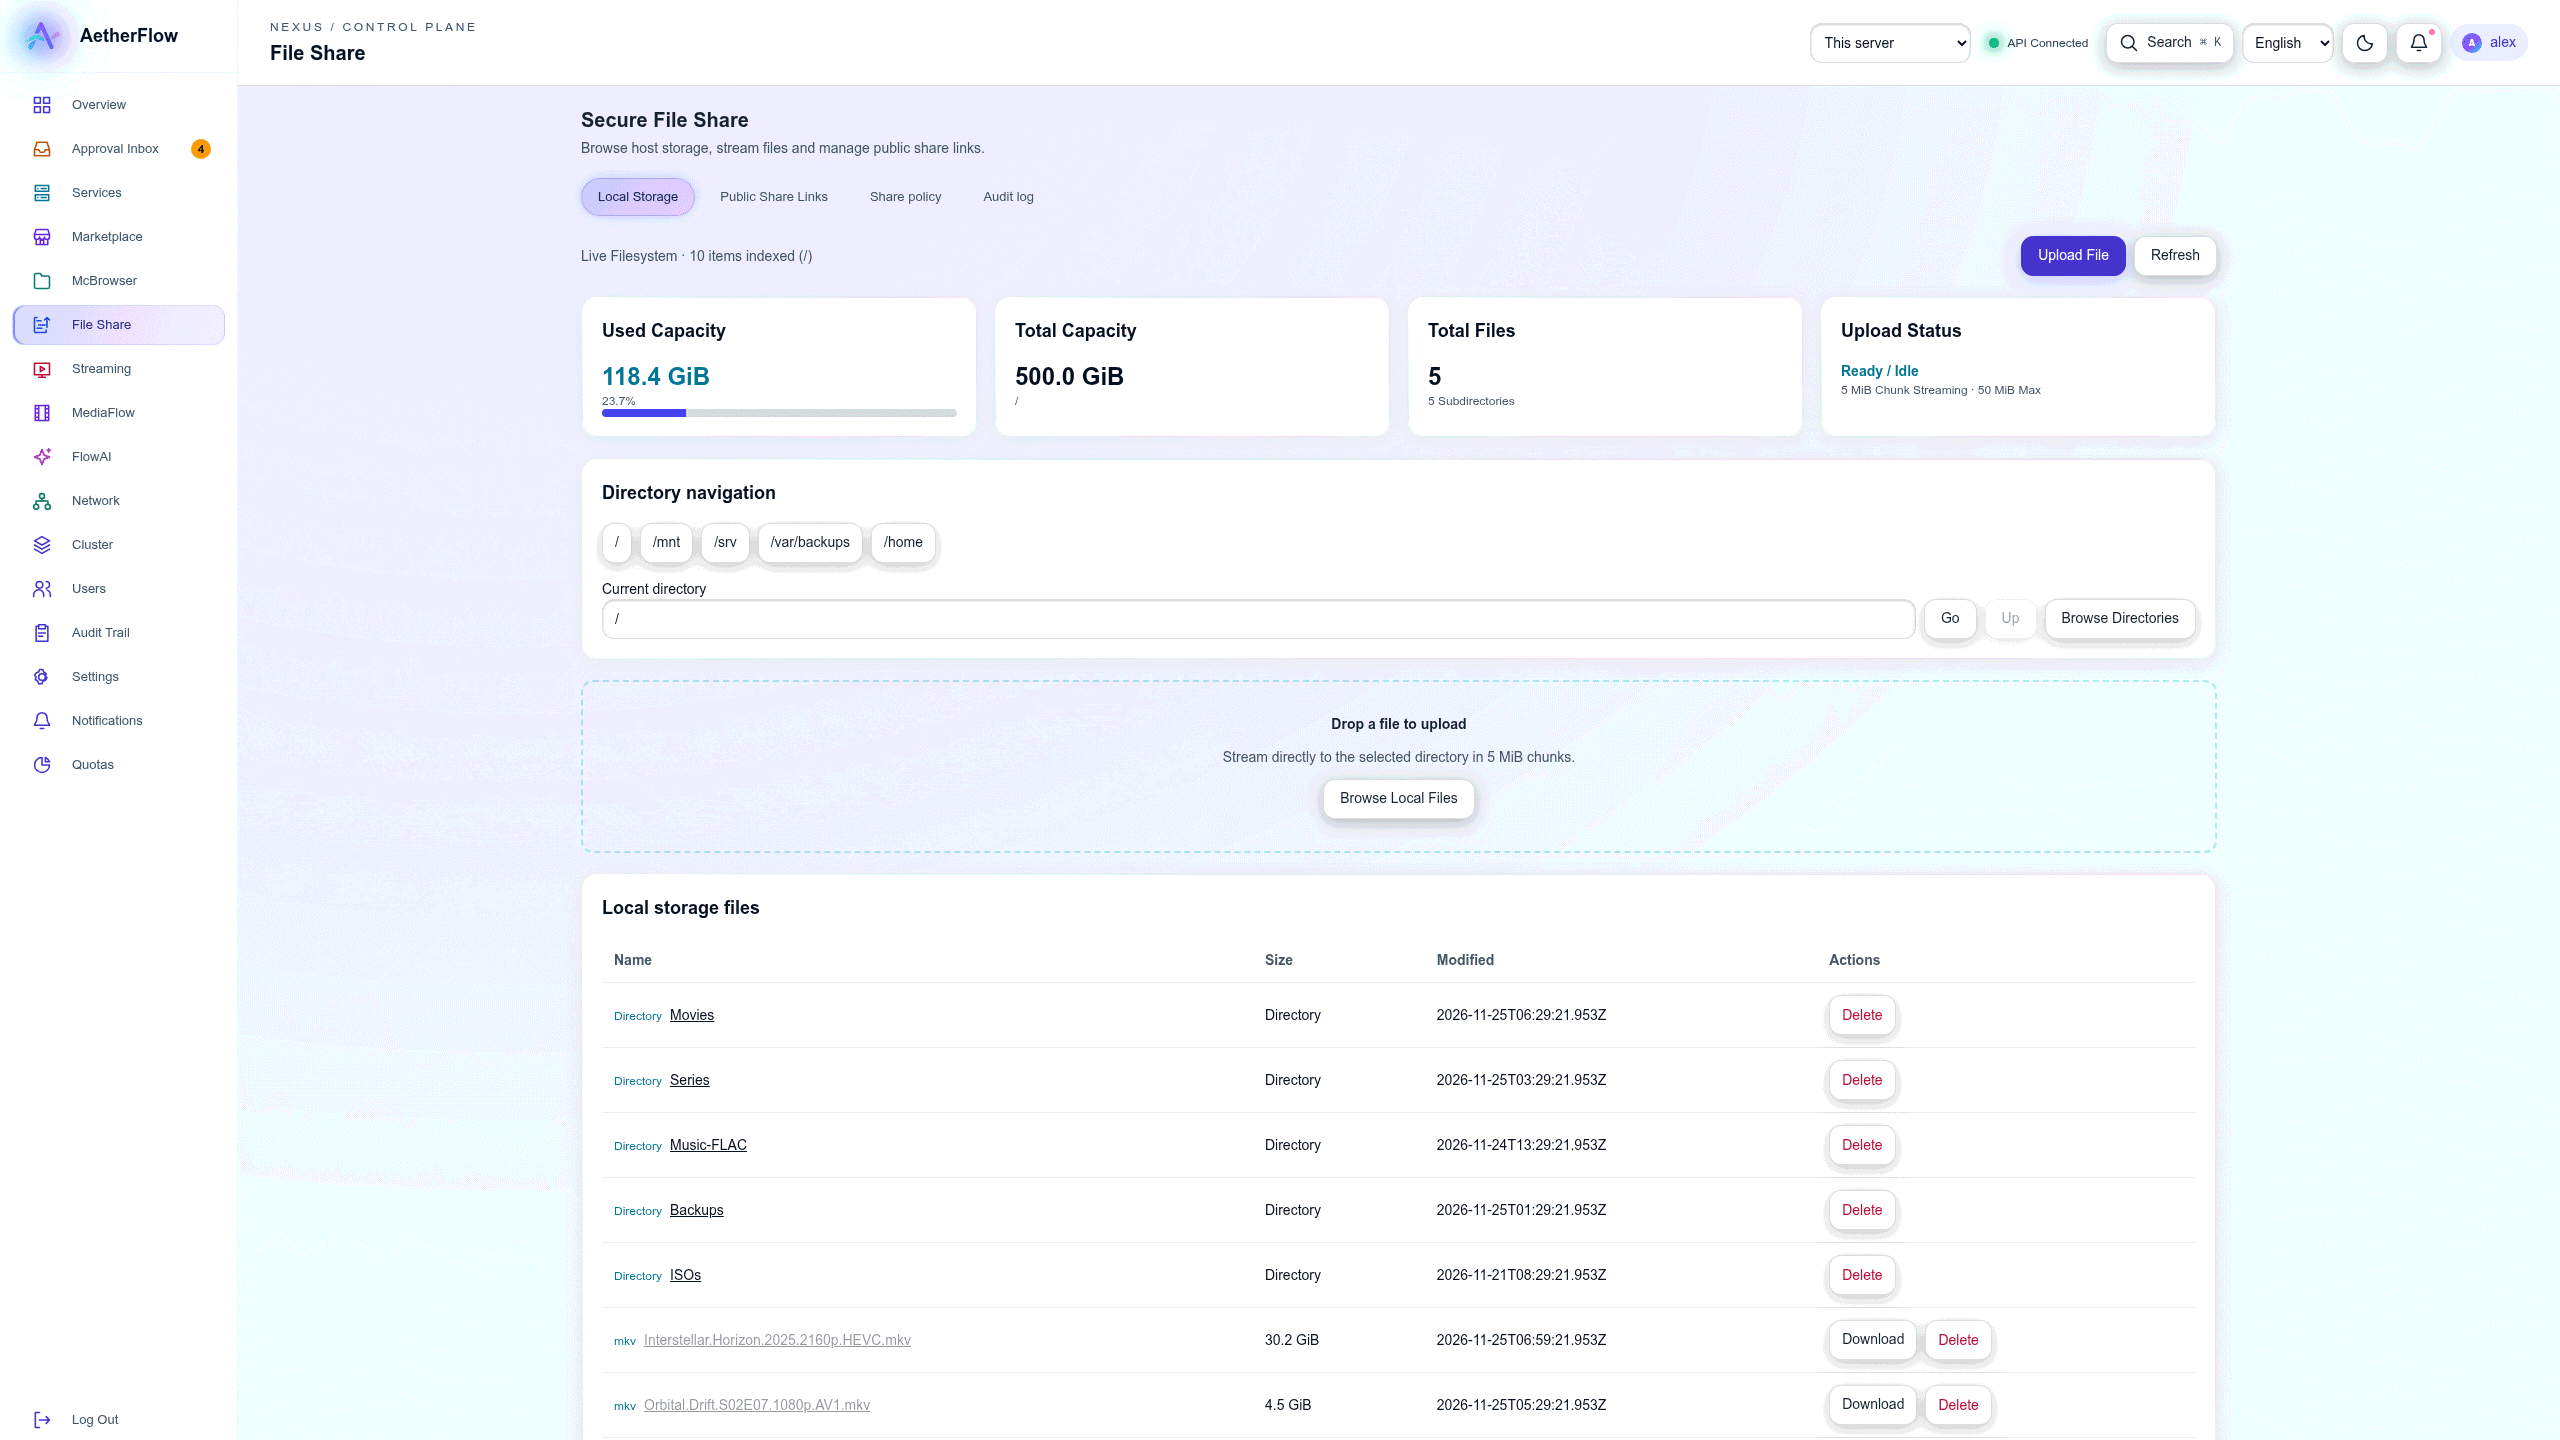 AetherFlow
NEXUS / CONTROL PLANE
File Share
This server
API Connected
Search ⌘ K
English
A alex
Overview
Approval Inbox 4
Services
Marketplace
McBrowser
File Share
Streaming
MediaFlow
FlowAI
Network
Cluster
Users
Audit Trail
Settings
Notifications
Quotas
Log Out
Secure File Share
Browse host storage, stream files and manage public share links.
Local Storage Public Share Links Share policy Audit log
Live Filesystem · 10 items indexed (/)
Upload File Refresh
Used Capacity
118.4 GiB
23.7%
Total Capacity
500.0 GiB
/
Total Files
5
5 Subdirectories
Upload Status
Ready / Idle
5 MiB Chunk Streaming · 50 MiB Max
Directory navigation
/ /mnt /srv /var/backups /home
Current directory
/ Go Up Browse Directories
Drop a file to upload
Stream directly to the selected directory in 5 MiB chunks.
Browse Local Files
Local storage files
Name Size Modified Actions
Directory Movies Directory 2026-11-25T06:29:21.953Z Delete
Directory Series Directory 2026-11-25T03:29:21.953Z Delete
Directory Music-FLAC Directory 2026-11-24T13:29:21.953Z Delete
Directory Backups Directory 2026-11-25T01:29:21.953Z Delete
Directory ISOs Directory 2026-11-21T08:29:21.953Z Delete
mkv Interstellar.Horizon.2025.2160p.HEVC.mkv 30.2 GiB 2026-11-25T06:59:21.953Z Download Delete
mkv Orbital.Drift.S02E07.1080p.AV1.mkv 4.5 GiB 2026-11-25T05:29:21.953Z Download Delete